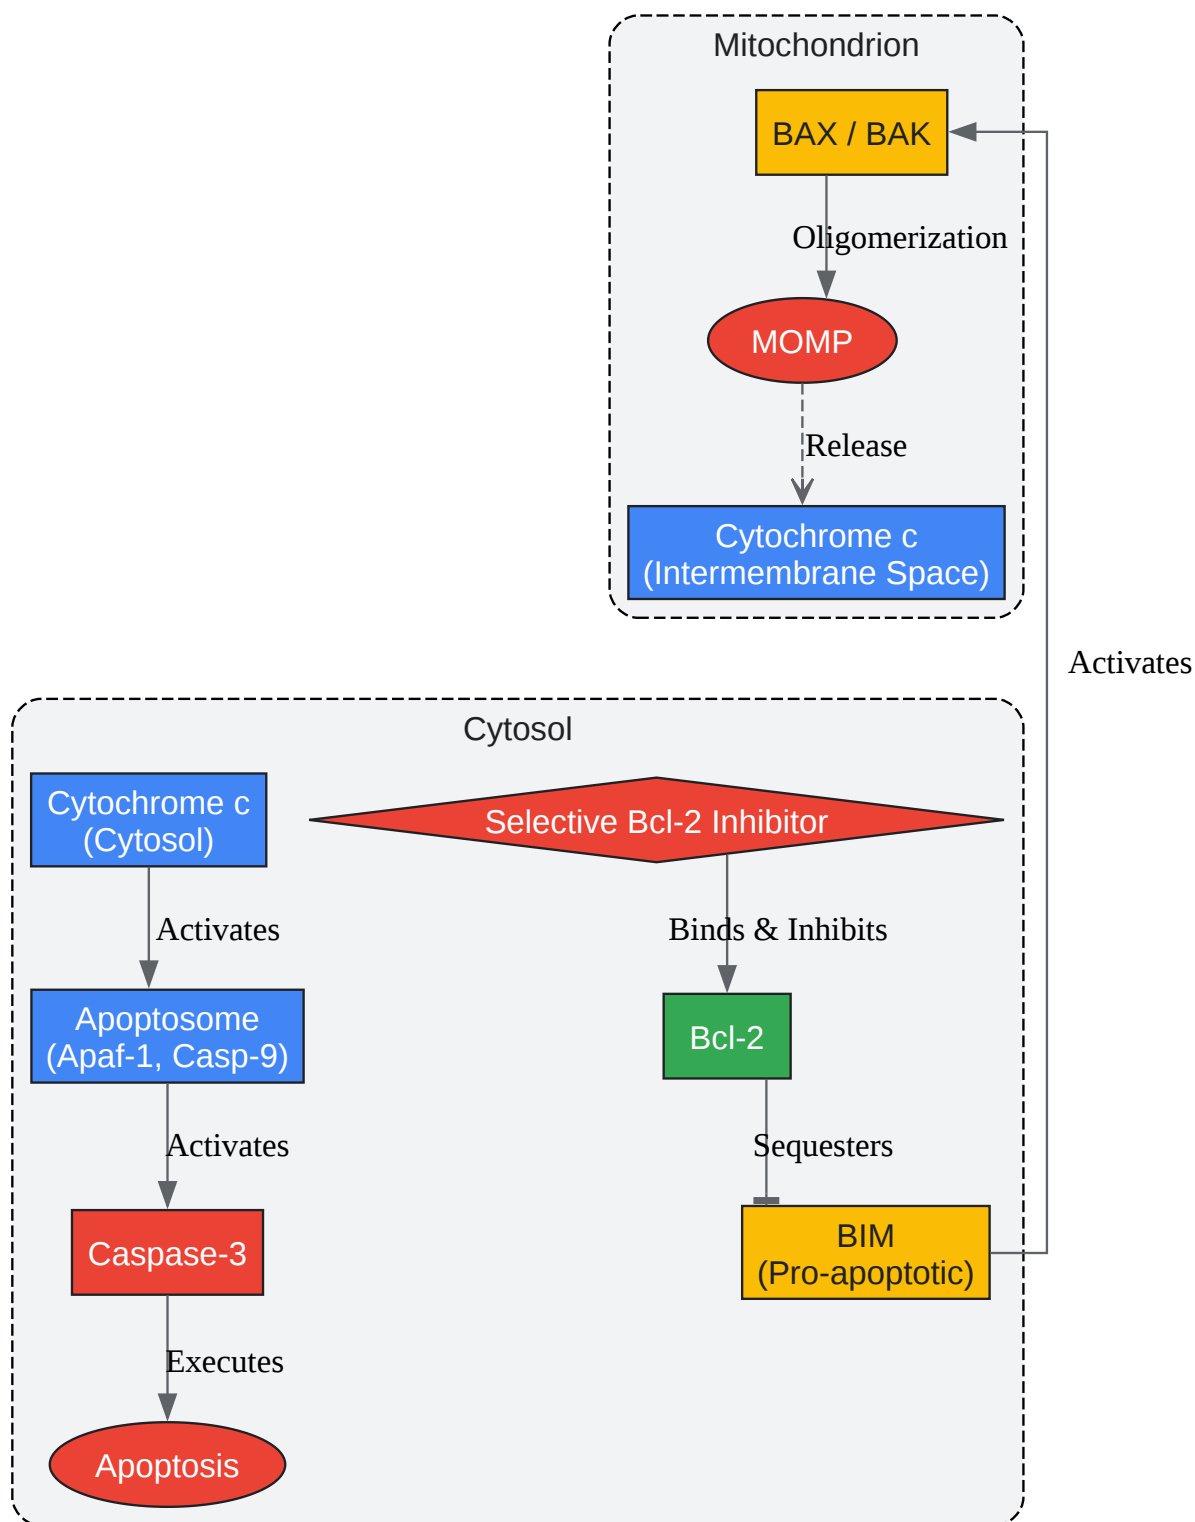 Mitochondrion
BAX / BAK
Oligomerization
MOMP
Release
Cytochrome c
(Intermembrane Space)
Activates
Cytosol
Cytochrome c
(Cytosol)
Selective Bcl-2 Inhibitor
Activates
Binds & Inhibits
Apoptosome
(Apaf-1, Casp-9)
Bcl-2
Activates
Sequesters
Caspase-3
BIM
(Pro-apoptotic)
Executes
Apoptosis